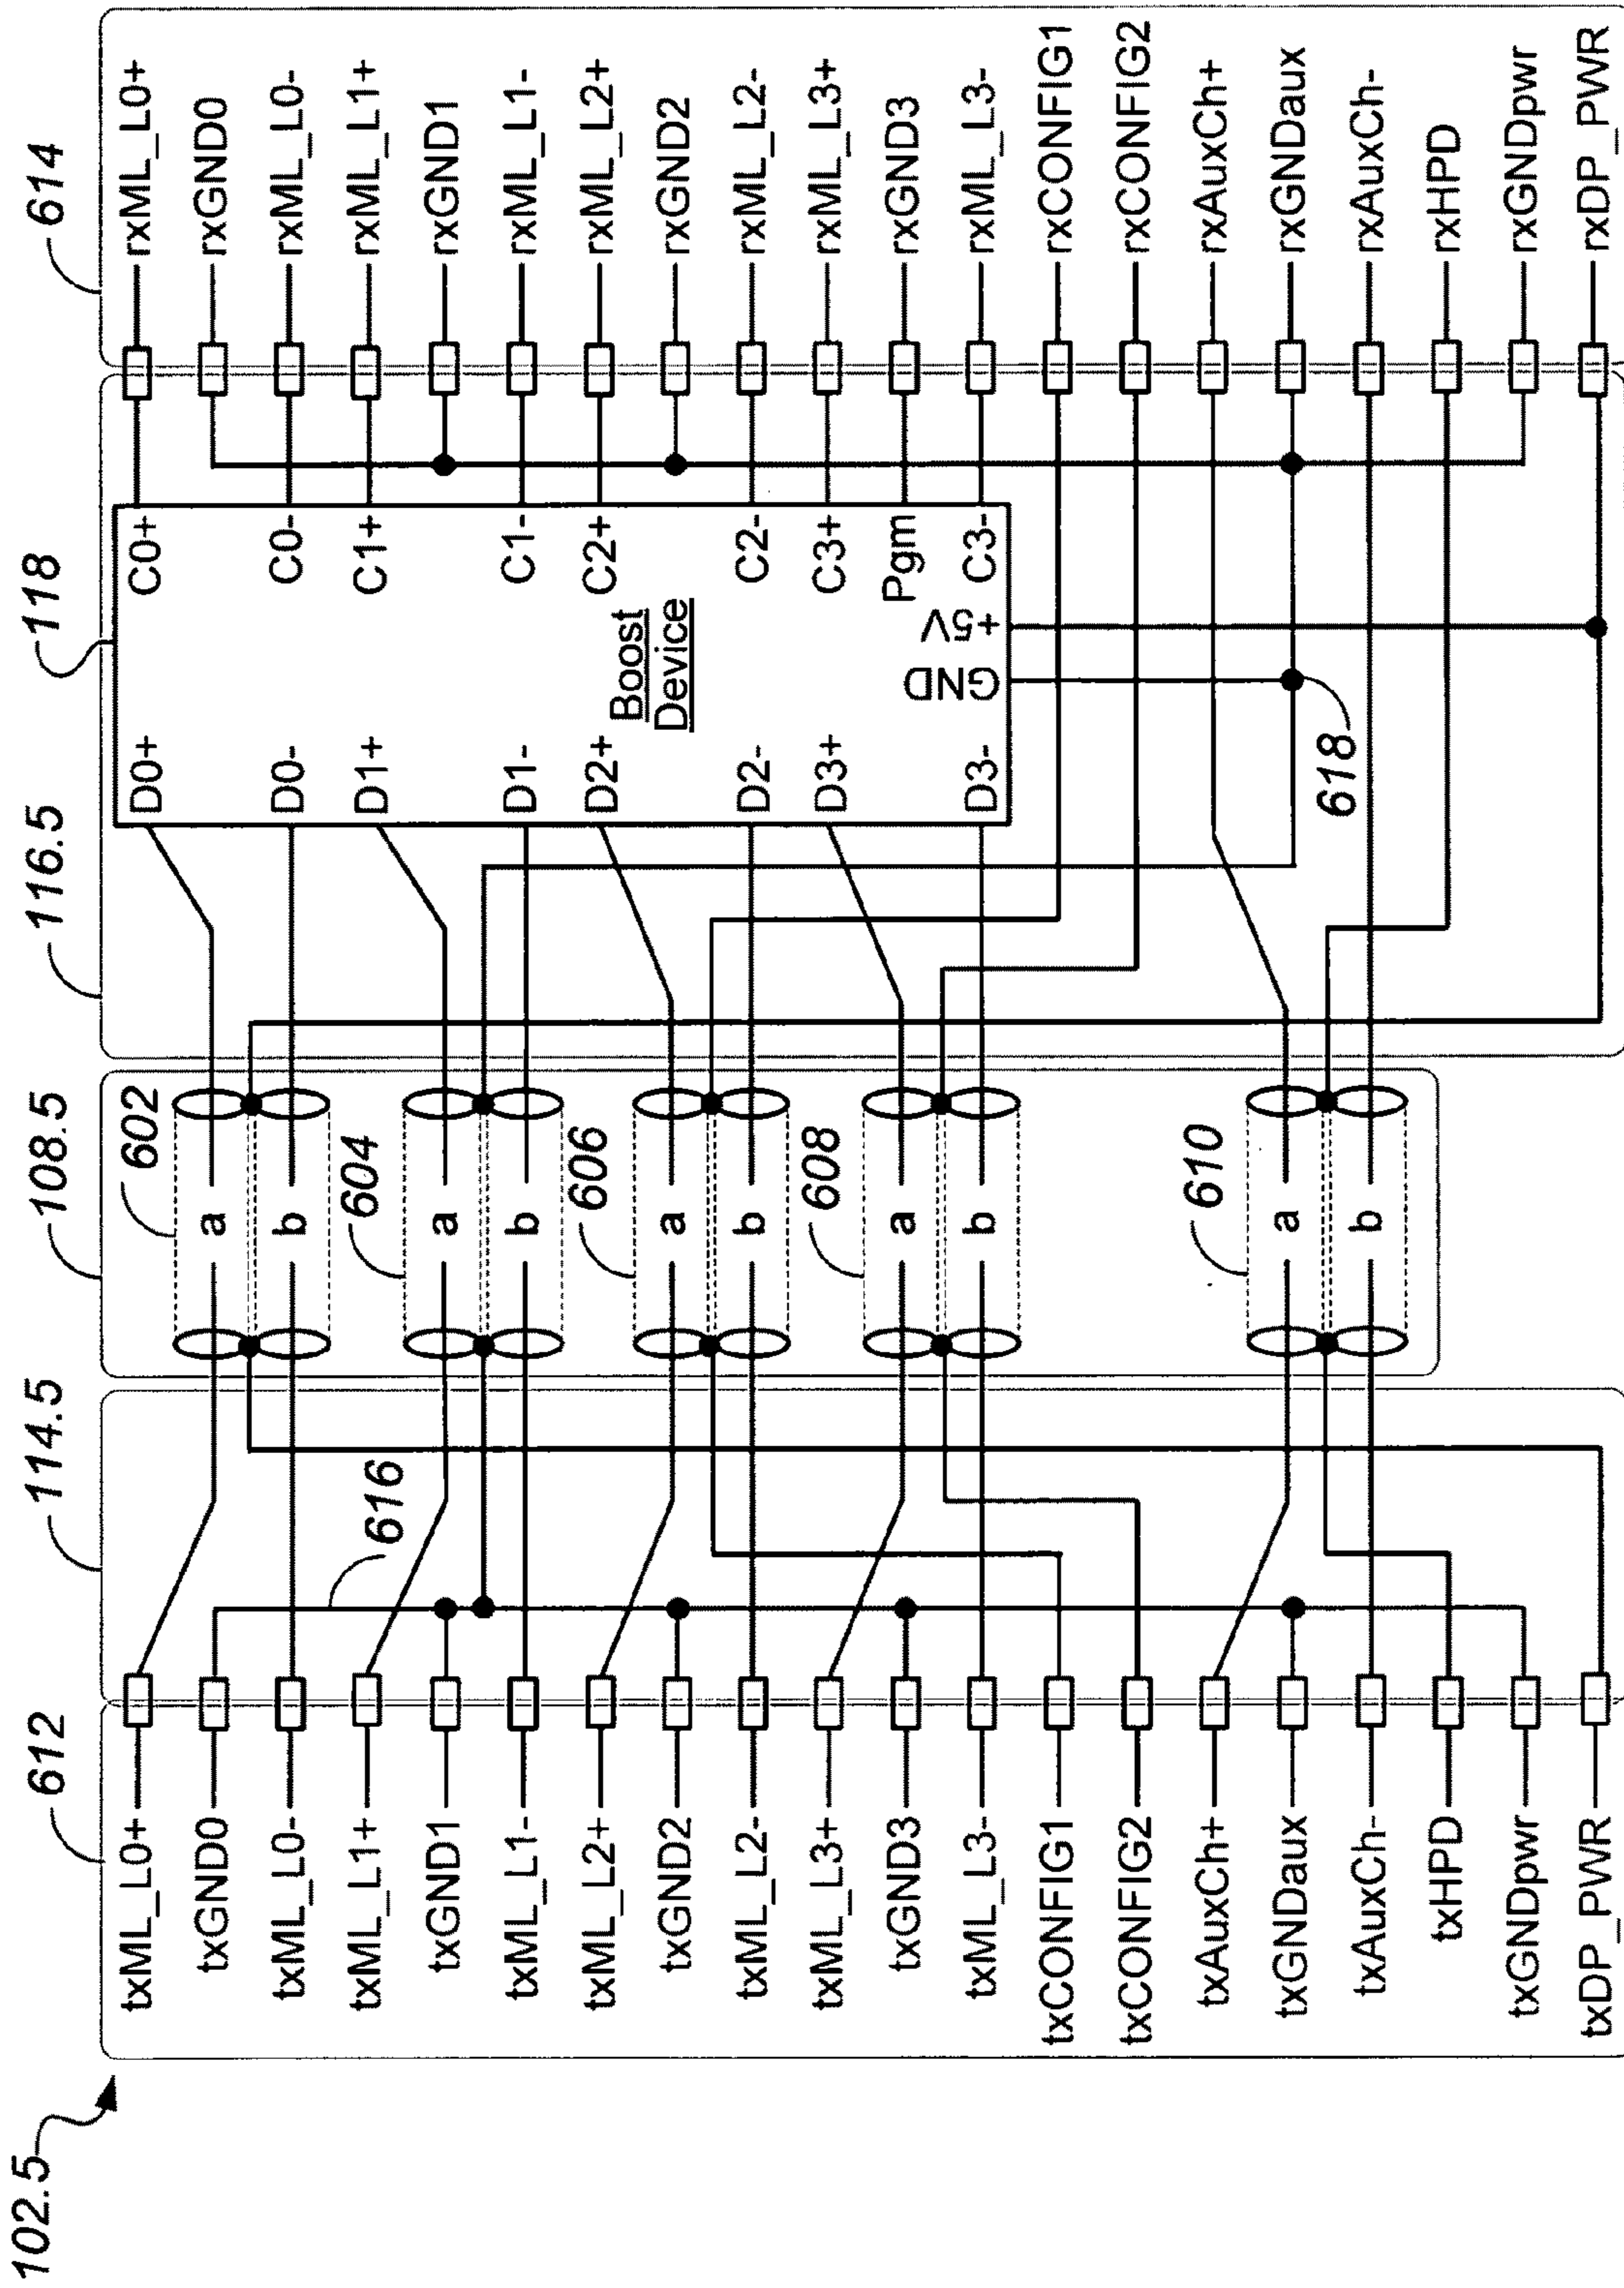 102.5
612
114.5
108.5
116.5
118
614
txML_L0+
txGND0
txML_L0-
txML_L1+
txGND1
txML_L1-
txML_L2+
txGND2
txML_L2-
txML_L3+
txGND3
txML_L3-
txCONFIG1
txCONFIG2
txAuxCh+
txGNDaux
txAuxCh-
txHPD
txGNDpwr
txDP_PWR
616
602
a
b
604
a
b
606
a
b
608
a
b
610
a
b
D0+
D0-
D1+
D1-
D2+
D2-
D3+
D3-
Boost
Device
GND
+5V
C0+
C0-
C1+
C1-
C2+
C2-
C3+
Pgm
C3-
618
rxML_L0+
rxGND0
rxML_L0-
rxML_L1+
rxGND1
rxML_L1-
rxML_L2+
rxGND2
rxML_L2-
rxML_L3+
rxGND3
rxML_L3-
rxCONFIG1
rxCONFIG2
rxAuxCh+
rxGNDaux
rxAuxCh-
rxHPD
rxGNDpwr
rxDP_PWR